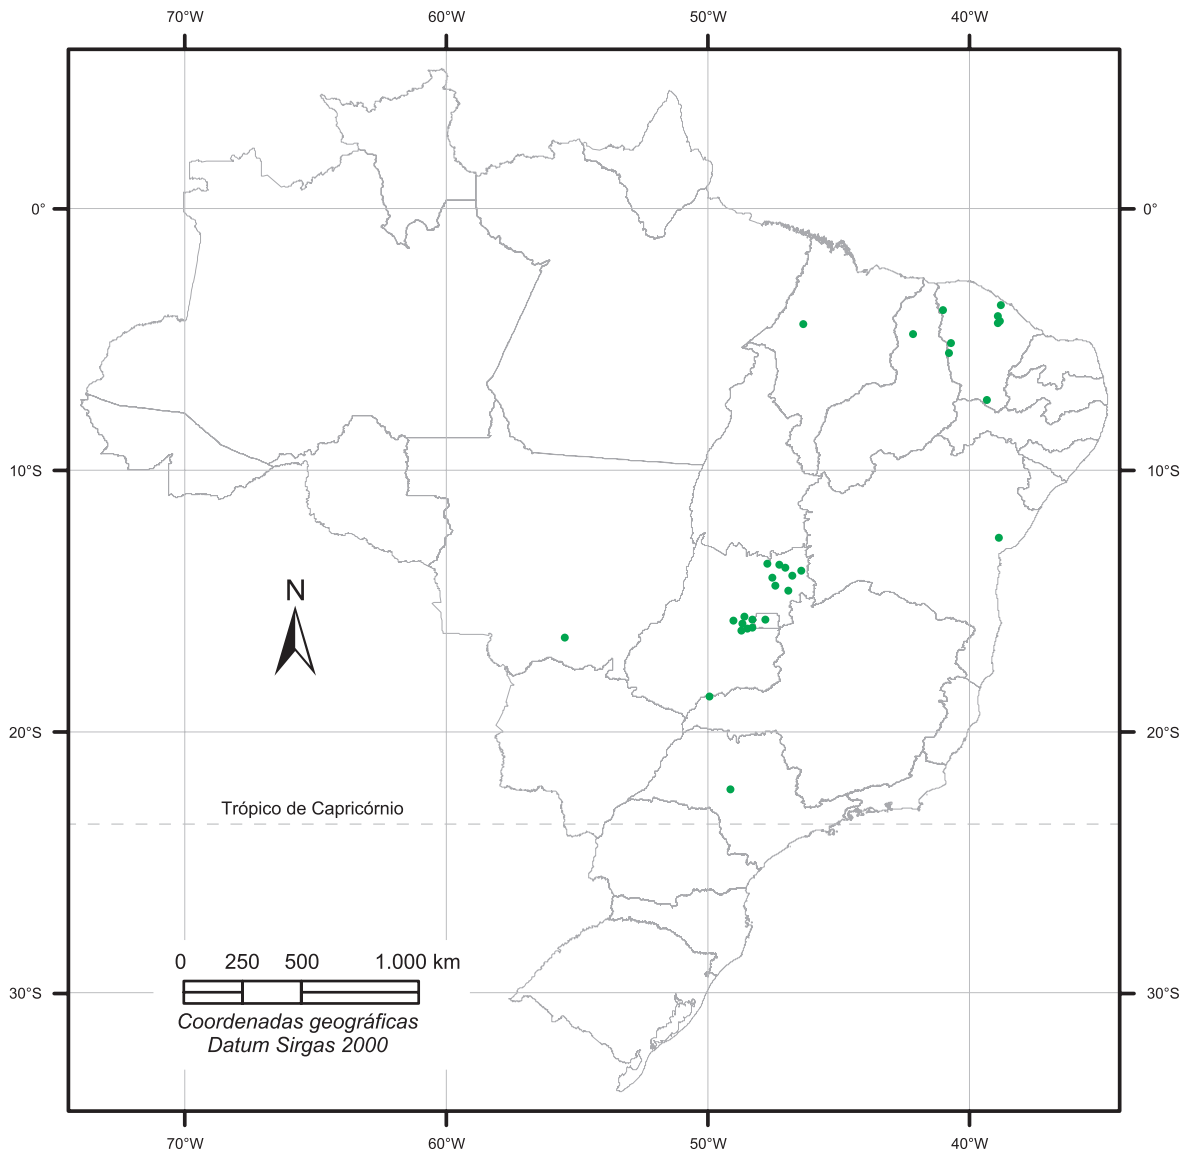 70°W 60°W 50°W 40°W
0° 0°
10°S 10°S
N
20°S 20°S
Trópico de Capricórnio
0 250 500 1.000 km
30°S 30°S
Coordenadas geográficas
Datum Sirgas 2000
70°W 60°W 50°W 40°W